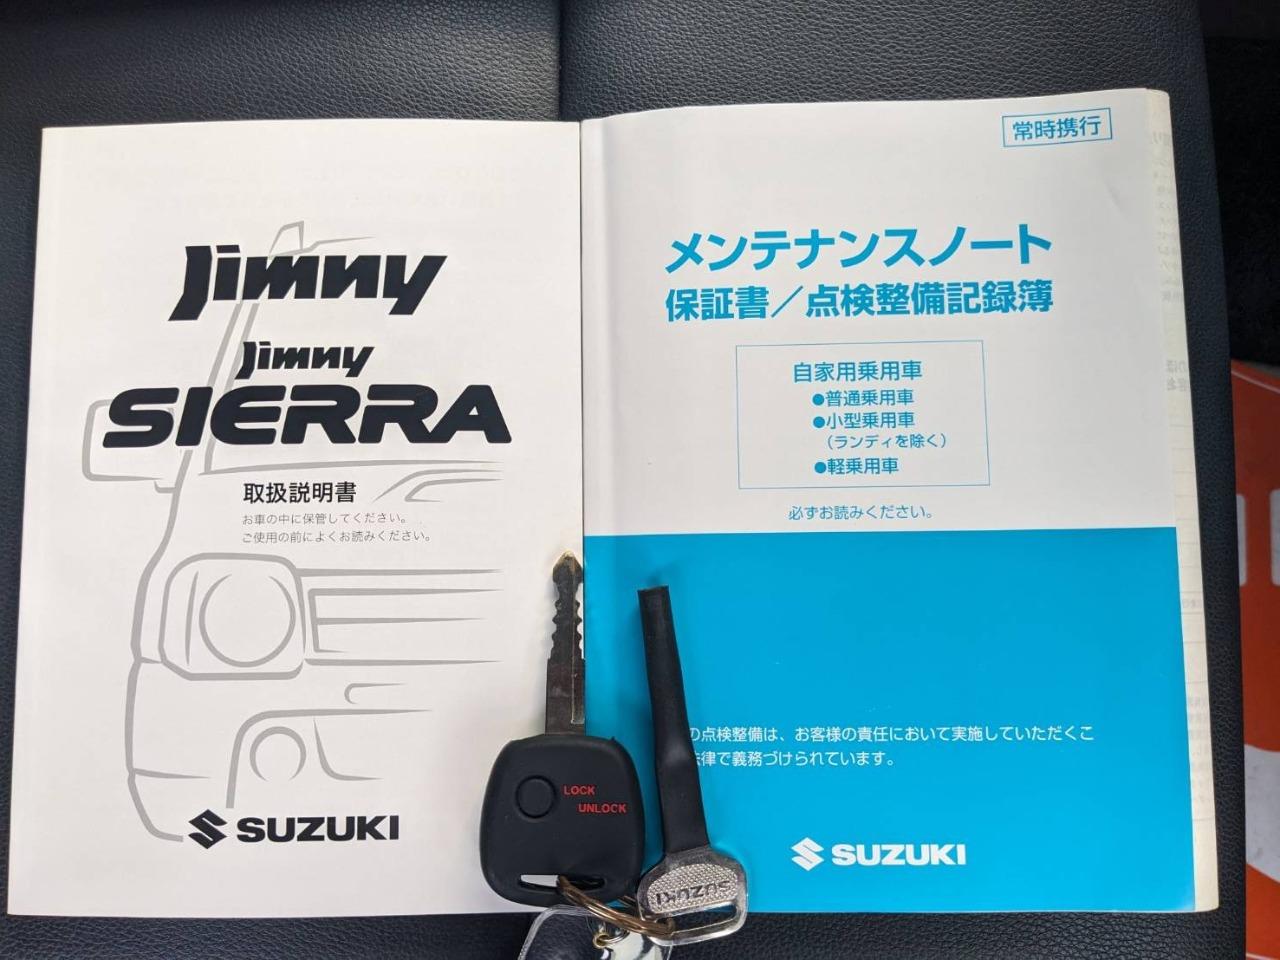 Jimny
Jimny
SIERRA
取扱説明書
お車の中に保管してください。
ご使用の前によくお読みください。
SUZUKI
常時携行
メンテナンスノート
保証書／点検整備記録簿
自家用乗用車
●普通乗用車
●小型乗用車
（ランディを除く）
●軽乗用車
必ずお読みください。
の点検整備は、お客様の責任において実施していただくこ
法律で義務づけられています。
SUZUKI
LOCK
UNLOCK
SUZUKI